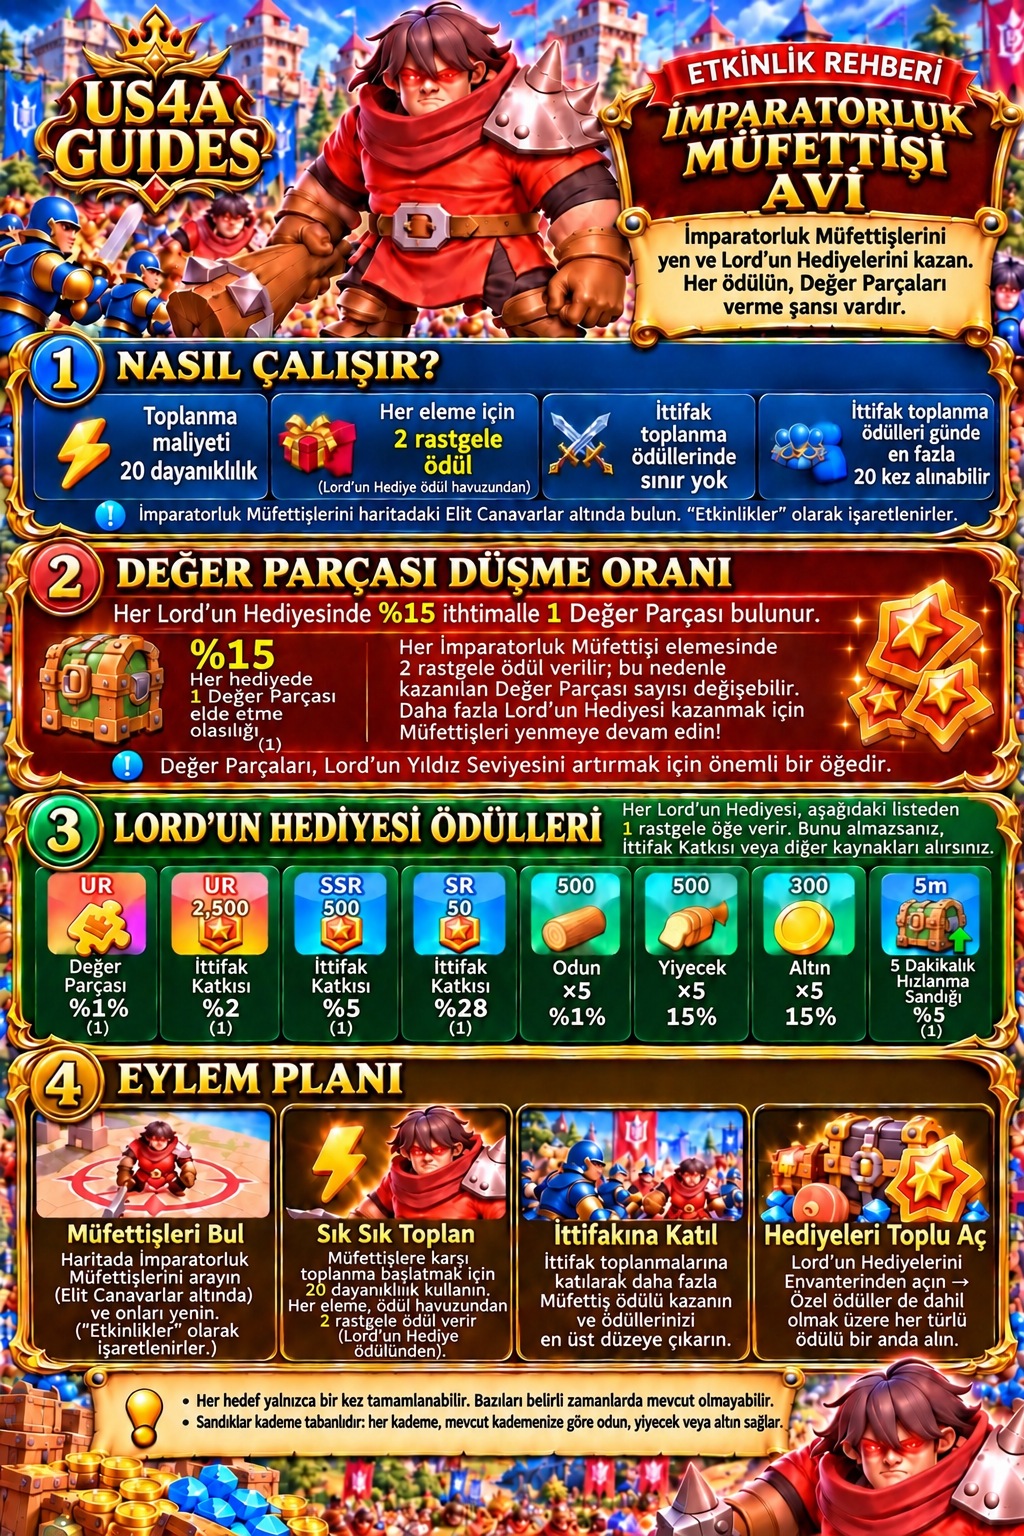 US4A
GUIDES
ETKİNLİK REHBERİ
İMPARATORLUK
MÜFETTİŞİ
AVİ
İmparatorluk Müfettişlerini
yen ve Lord'un Hediyelerini kazan.
Her ödülün, Değer Parçaları
verme şansı vardır.
1 NASIL ÇALIŞIR?
Toplanma
maliyeti
20 dayanıklılık
Her eleme için
2 rastgele
ödül
(Lord'un Hediye ödül havuzundan)
İttifak
toplanma
ödüllerinde
sınır yok
İttifak toplanma
ödülleri günde
en fazla
20 kez alınabilir
! İmparatorluk Müfettişlerini haritadaki Elit Canavarlar altında bulun. "Etkinlikler" olarak işaretlenirler.
2 DEĞER PARÇASI DÜŞME ORANI
Her Lord'un Hediyesinde %15 ithtimalle 1 Değer Parçası bulunur.
%15
Her hediyede
1 Değer Parçası
elde etme
olasılığı
(1)
Her İmparatorluk Müfettişi elemesinde
2 rastgele ödül verilir; bu nedenle
kazanılan Değer Parçası sayısı değişebilir.
Daha fazla Lord'un Hediyesi kazanmak için
Müfettişleri yenmeye devam edin!
! Değer Parçaları, Lord'un Yıldız Seviyesini artırmak için önemli bir öğedir.
3 LORD'UN HEDİYESİ ÖDÜLLERİ
Her Lord'un Hediyesi, aşağıdaki listeden
1 rastgele öğe verir. Bunu almazsanız,
İttifak Katkısı veya diğer kaynakları alırsınız.
UR
Değer
Parçası
%1%
(1)
UR
2,500
İttifak
Katkısı
%2
(1)
SSR
500
İttifak
Katkısı
%5
(1)
SR
50
İttifak
Katkısı
%28
(1)
500
Odun
×5
%1%
500
Yiyecek
×5
15%
300
Altın
×5
15%
5m
5 Dakikalık
Hızlanma
Sandığı
%5
(1)
4 EYLEM PLANI
Müfettişleri Bul
Haritada İmparatorluk
Müfettişlerini arayın
(Elit Canavarlar altında)
ve onları yenin.
("Etkinlikler" olarak
işaretlenirler.)
Sık Sık Toplan
Müfettişlere karşı
toplanma başlatmak için
20 dayanıklıık kullanın.
Her eleme, ödül havuzundan
2 rastgele ödül verir
(Lord'un Hediye
ödülünden).
İttifakına Katıl
İttifak toplanmalarına
katılarak daha fazla
Müfettiş ödülü kazanın
ve ödüllerinizi
en üst düzeye çıkarın.
Hediyeleri Toplu Aç
Lord'un Hediyelerini
Envanterinden açın →
Özel ödüller de dahil
olmak üzere her türlü
ödülü bir anda alın.
• Her hedef yalnızca bir kez tamamlanabilir. Bazıları belirli zamanlarda mevcut olmayabilir.
• Sandıklar kademe tabanlıdır: her kademe, mevcut kademenize göre odun, yiyecek veya altın sağlar.